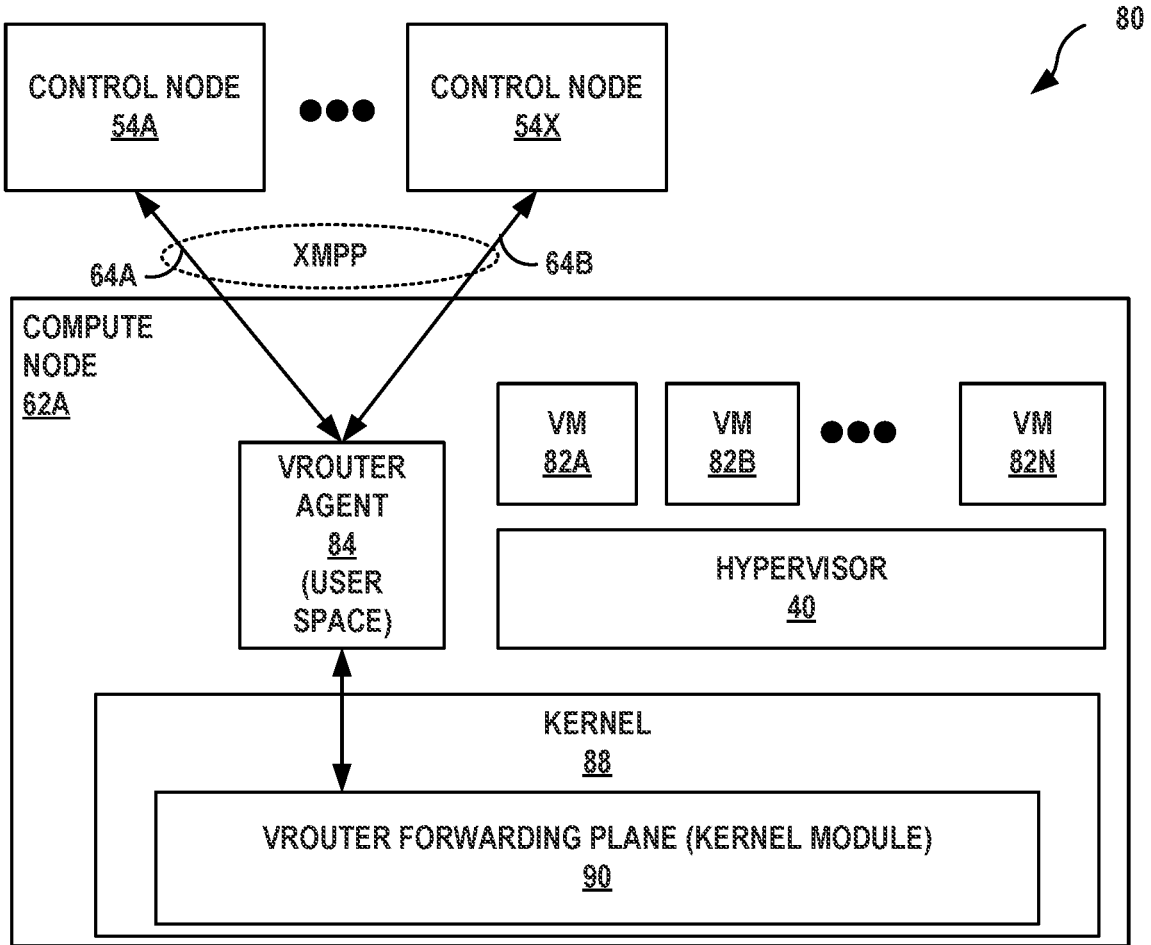 80
CONTROL NODE
54A
CONTROL NODE
54X
XMPP
64A
64B
COMPUTE
NODE
62A
VROUTER
AGENT
84
(USER
SPACE)
VM
82A
VM
82B
VM
82N
HYPERVISOR
40
KERNEL
88
VROUTER FORWARDING PLANE (KERNEL MODULE)
90